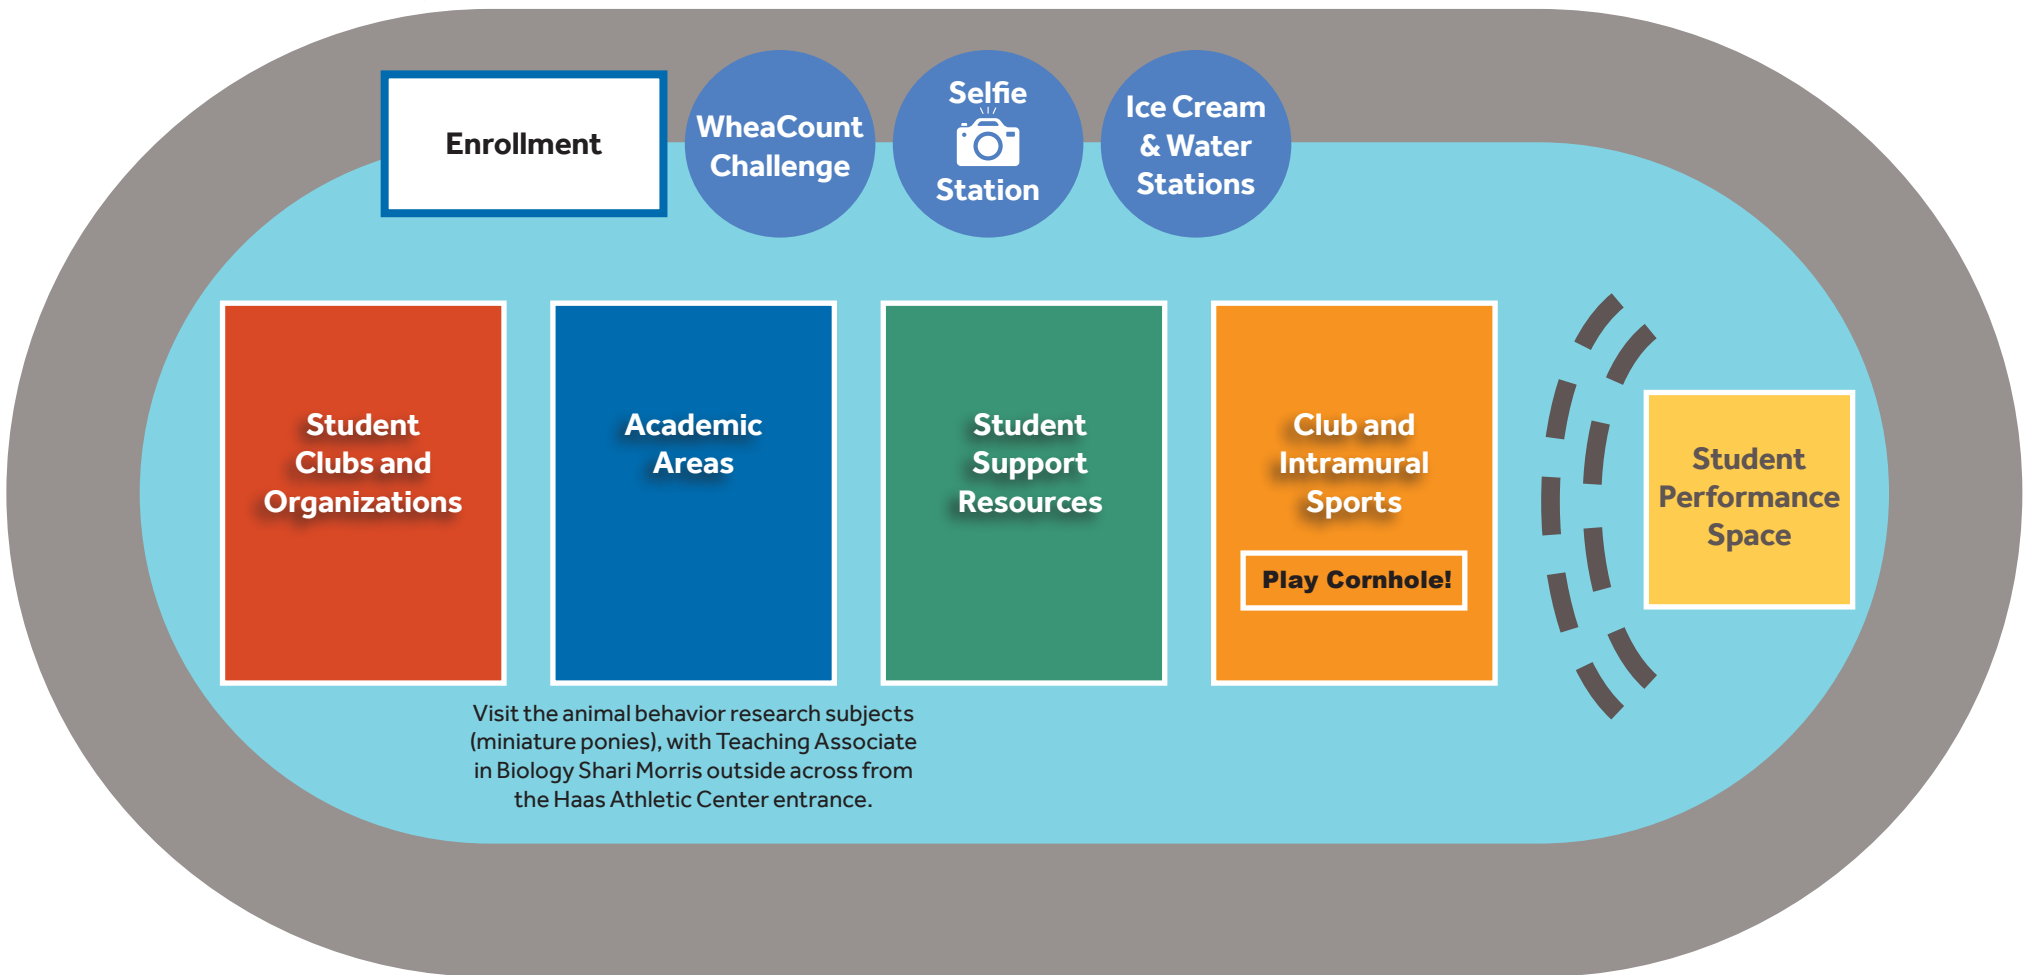 Enrollment
WheaCount
Challenge
Selfie
Station
Ice Cream
& Water
Stations
Student
Clubs and
Organizations
Academic
Areas
Student
Support
Resources
Club and
Intramural
Sports
Play Cornhole!
Student
Performance
Space
Visit the animal behavior research subjects
(miniature ponies), with Teaching Associate
in Biology Shari Morris outside across from
the Haas Athletic Center entrance.